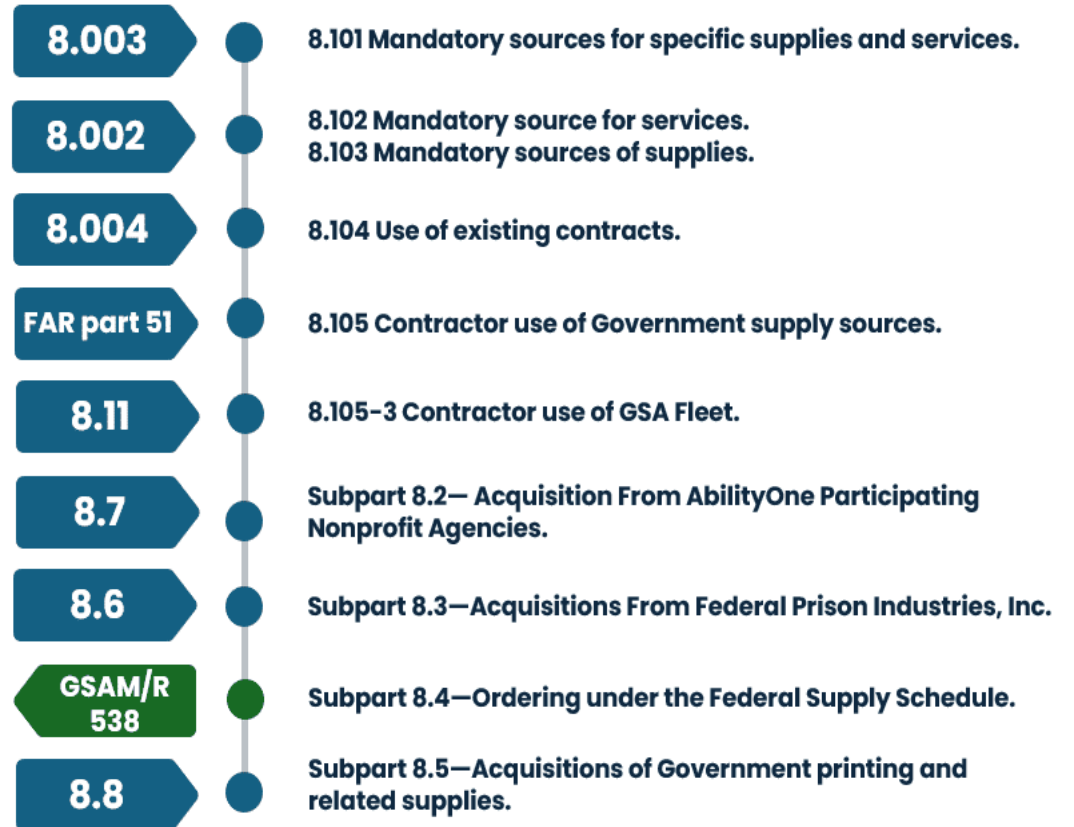 8.003
8.101 Mandatory sources for specific supplies and services.
8.002
8.102 Mandatory source for services.
8.103 Mandatory sources of supplies.
8.004
8.104 Use of existing contracts.
FAR part 51
8.105 Contractor use of Government supply sources.
8.11
8.105-3 Contractor use of GSA Fleet.
8.7
Subpart 8.2— Acquisition From AbilityOne Participating
Nonprofit Agencies.
8.6
Subpart 8.3—Acquisitions From Federal Prison Industries, Inc.
GSAM/R
538
Subpart 8.4—Ordering under the Federal Supply Schedule.
8.8
Subpart 8.5—Acquisitions of Government printing and
related supplies.